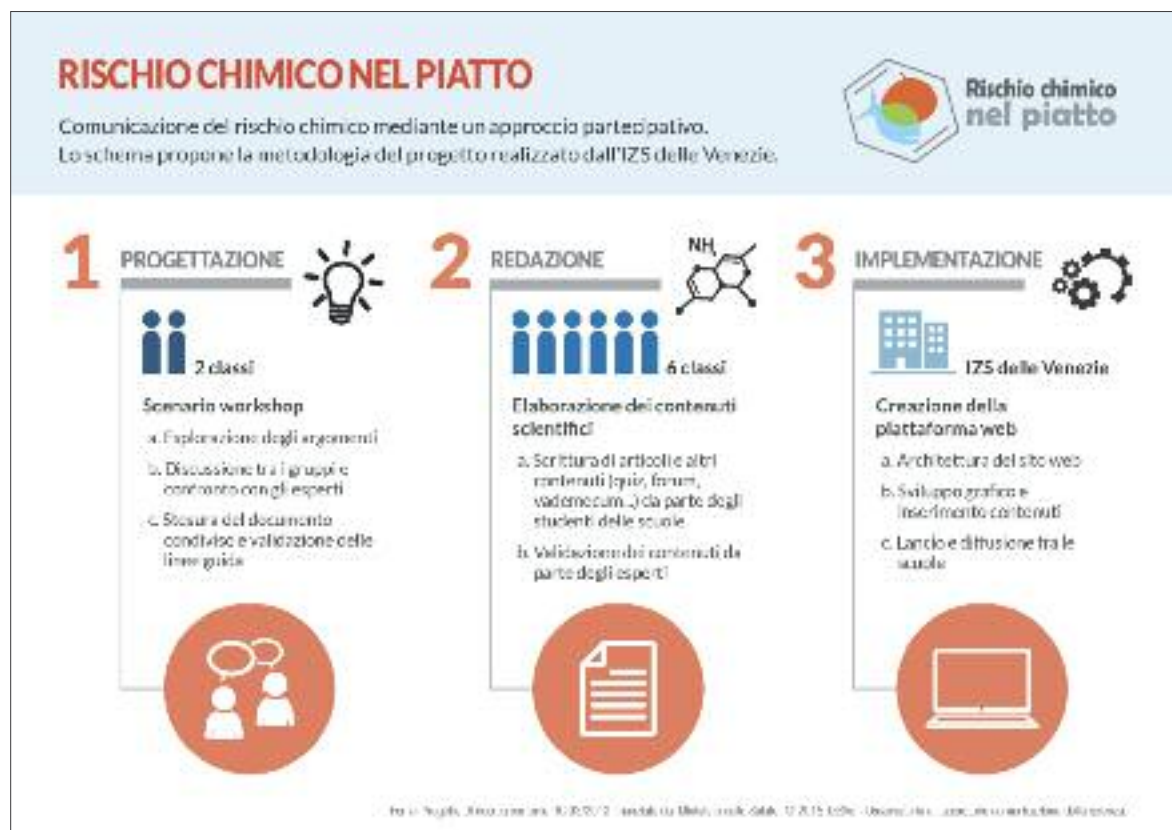 RISCHIO CHIMICO NEL PIATTO
Comunicazione del rischio chimico mediante un approccio partecipativo.
Lo schema propone la metodologia del progetto realizzato dall'IZS delle Venezie.
Rischio chimico
nel piatto
1 PROGETTAZIONE
2 classi
Scenario workshop
a. Esplorazione degli argomenti
b. Discussione tra i gruppi e
confronto con gli esperti
c. Stesura del documento
condiviso e validazione delle
linee guida
2 REDAZIONE
NH
6 classi
Elaborazione dei contenuti
scientifici
a. Scrittura di articoli e altri
contenuti (quiz, forum,
vademecum...) da parte degli
studenti delle scuole
b. Validazione dei contenuti da
parte degli esperti
3 IMPLEMENTAZIONE
IZS delle Venezie
Creazione della
piattaforma web
a. Architettura del sito web
b. Sviluppo grafico e
inserimento contenuti
c. Lancio e diffusione fra le
scuole